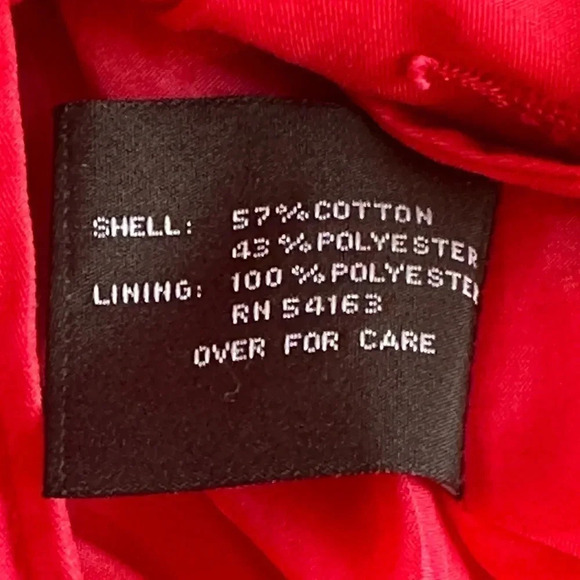 SHELL: 57% COTTON
43% POLYESTER
LINING: 100% POLYESTER
RN 54163
OVER FOR CARE